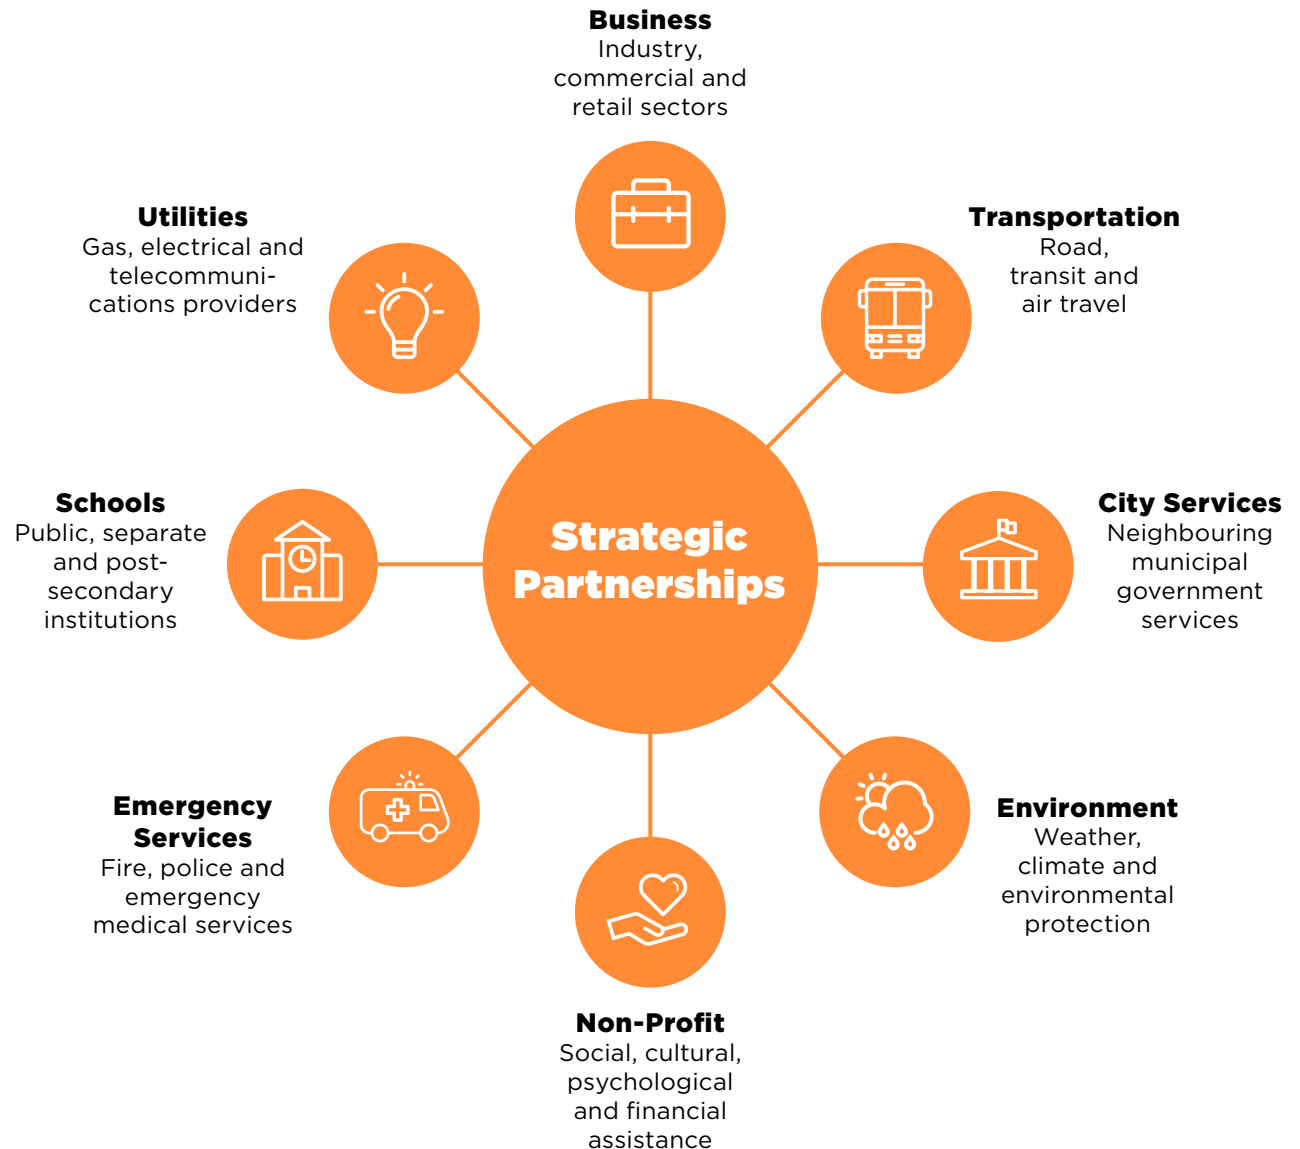 Business
Industry,
commercial and
retail sectors
Utilities
Gas, electrical and
telecommuni-
cations providers
Transportation
Road,
transit and
air travel
Schools
Public, separate
and post-
secondary
institutions
Strategic
Partnerships
City Services
Neighbouring
municipal
government
services
Emergency
Services
Fire, police and
emergency
medical services
Environment
Weather,
climate and
environmental
protection
Non-Profit
Social, cultural,
psychological
and financial
assistance